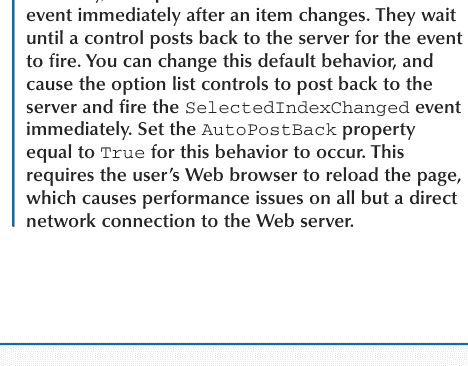 event immediately after an item changes. They wait
until a control posts back to the server for the event
to fire. You can change this default behavior, and
cause the option list controls to post back to the
server and fire the SelectedIndexChanged event
immediately. Set the AutoPostBack property
equal to True for this behavior to occur. This
requires the user's Web browser to reload the page,
which causes performance issues on all but a direct
network connection to the Web server.